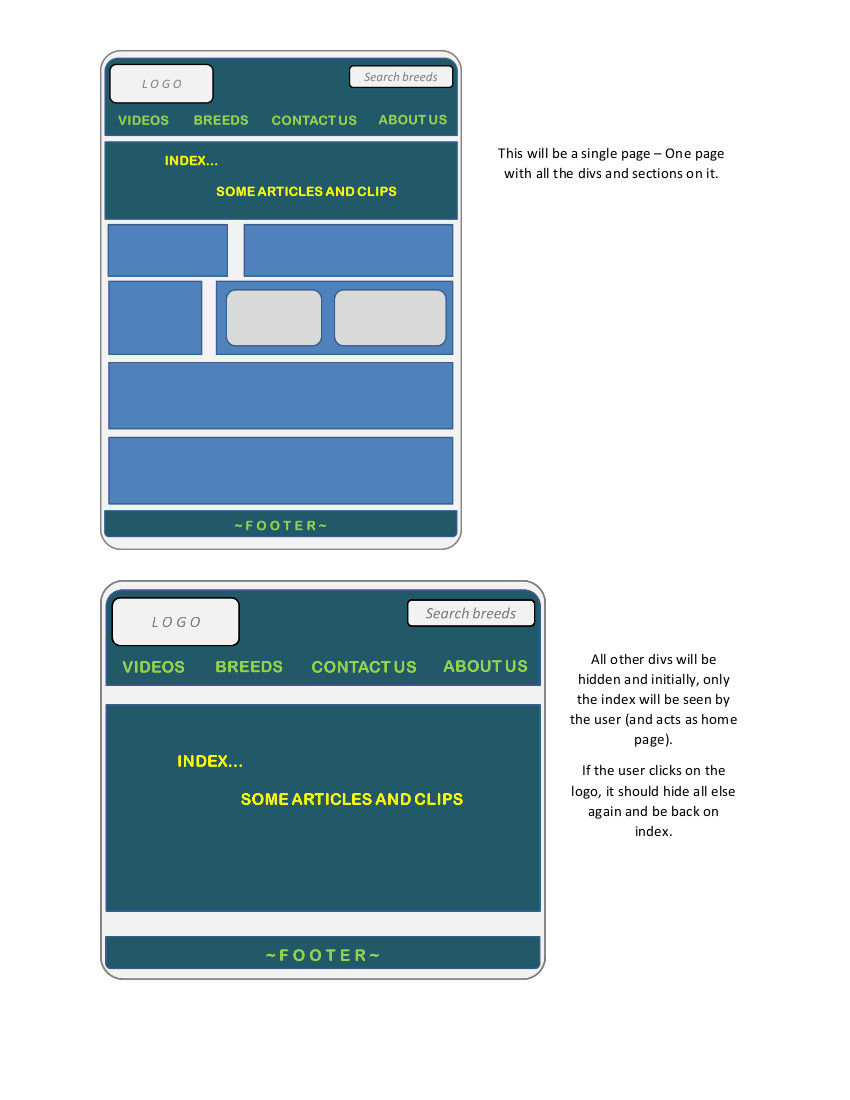 L O G O
Search breeds
VIDEOS BREEDS CONTACT US ABOUT US
INDEX...
SOME ARTICLES AND CLIPS
~ F O O T E R ~
This will be a single page – One page
with all the divs and sections on it.
L O G O
Search breeds
VIDEOS BREEDS CONTACT US ABOUT US
INDEX...
SOME ARTICLES AND CLIPS
~ F O O T E R ~
All other divs will be
hidden and initially, only
the index will be seen by
the user (and acts as home
page).
If the user clicks on the
logo, it should hide all else
again and be back on
index.